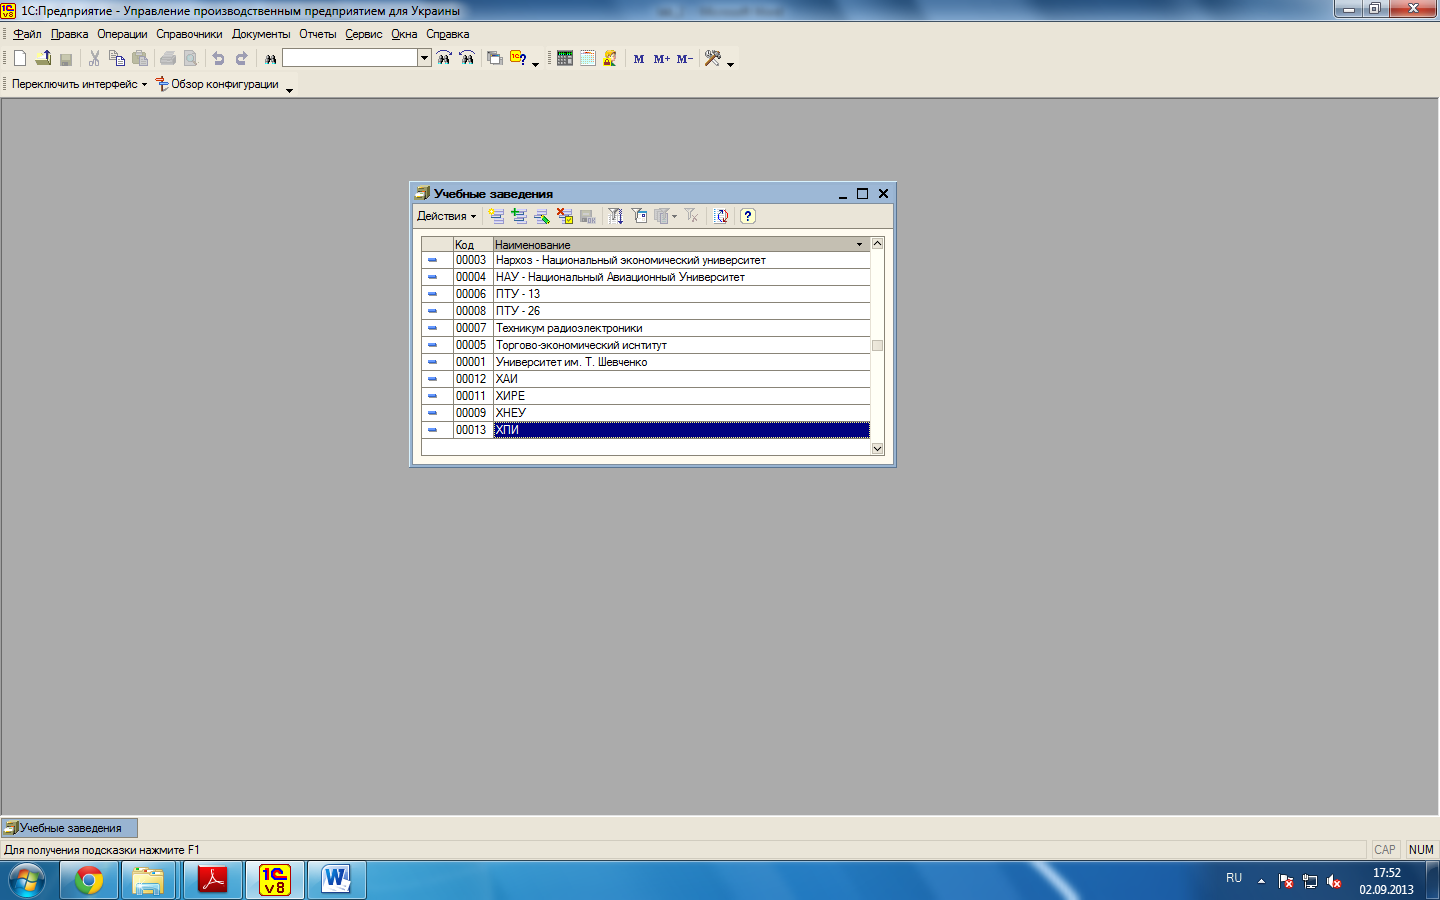 1С:Предприятие - Управление производственным предприятием для Украины
Файл Правка Операции Справочники Документы Отчеты Сервис Окна Справка
M M+ M-
Переключить интерфейс Обзор конфигурации
Учебные заведения
Действия
Код Наименование
00003 Нархоз - Национальный экономический университет
00004 НАУ - Национальный Авиационный Университет
00006 ПТУ - 13
00008 ПТУ - 26
00007 Техникум радиоэлектроники
00005 Торгово-экономический иснтитут
00001 Университет им. Т. Шевченко
00012 ХАИ
00011 ХИРЕ
00009 ХНЕУ
00013 ХПИ
Учебные заведения
Для получения подсказки нажмите F1
CAP NUM
RU
17:52
02.09.2013